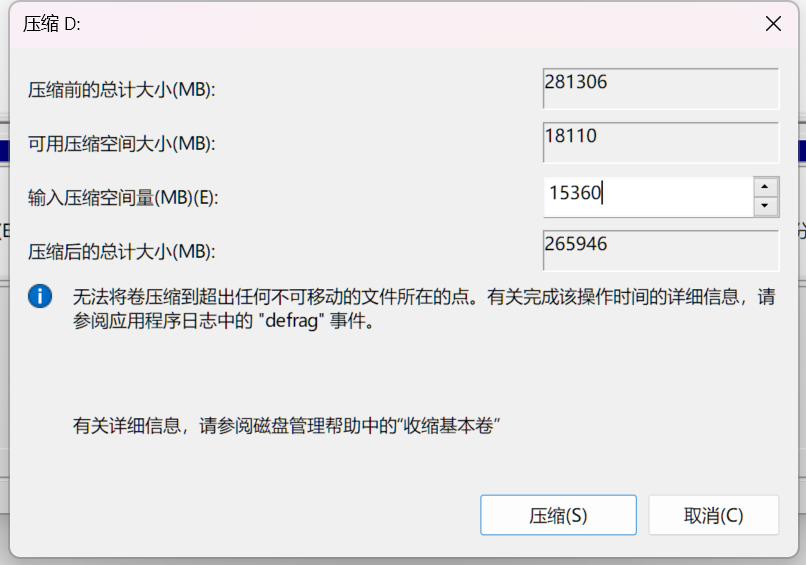 压缩 D:
压缩前的总计大小(MB):
281306
可用压缩空间大小(MB):
18110
输入压缩空间量(MB)(E):
15360
压缩后的总计大小(MB):
265946
无法将卷压缩到超出任何不可移动的文件所在的点。有关完成该操作时间的详细信息，请
参阅应用程序日志中的 "defrag" 事件。
有关详细信息，请参阅磁盘管理帮助中的“收缩基本卷”
压缩(S)
取消(C)